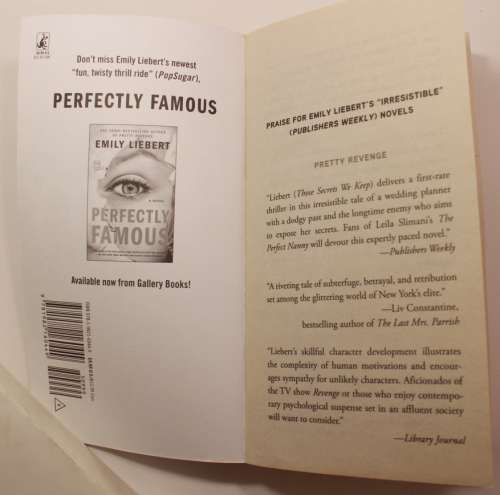 Don't miss Emily Liebert's newest
"fun, twisty thrill ride" (PopSugar),
PERFECTLY FAMOUS
EMILY LIEBERT
A NOVEL
PERFECTLY
FAMOUS
Available now from Gallery Books!
PRAISE FOR EMILY LIEBERT'S "IRRESISTIBLE"
(PUBLISHERS WEEKLY) NOVELS
PRETTY REVENGE
"Liebert (Those Secrets We Keep) delivers a first-rate
thriller in this irresistible tale of a wedding planner
with a dodgy past and the longtime enemy who aims
to expose her secrets. Fans of Leila Slimani's The
Perfect Nanny will devour this expertly paced novel."
—Publishers Weekly
"A riveting tale of subterfuge, betrayal, and retribution
set among the glittering world of New York's elite."
—Liv Constantine,
bestselling author of The Last Mrs. Parrish
"Liebert's skillful character development illustrates
the complexity of human motivations and encour-
ages sympathy for unlikely characters. Aficionados of
the TV show Revenge or those who enjoy contempo-
rary psychological suspense set in an affluent society
will want to consider."
—Library Journal